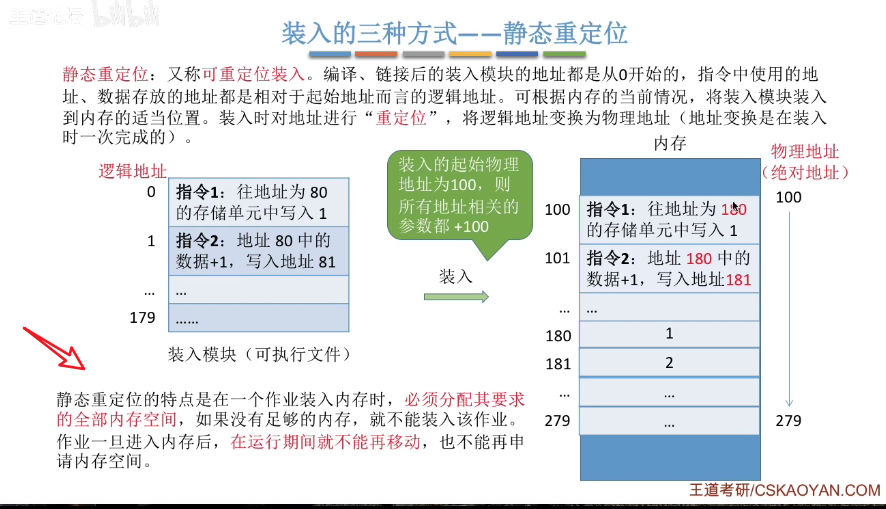 bilibili
装入的三种方式——静态重定位
静态重定位：又称可重定位装入。编译、链接后的装入模块的地址都是从0开始的，指令中使用的地
址、数据存放的地址都是相对于起始地址而言的逻辑地址。可根据内存的当前情况，将装入模块装入
到内存的适当位置。装入时对地址进行“重定位”，将逻辑地址变换为物理地址（地址变换是在装入
时一次完成的）。
逻辑地址
0
指令1：往地址为 80
的存储单元中写入 1
1
指令2：地址 80 中的
数据+1，写入地址 81
...
...
179
......
装入模块（可执行文件）
装入的起始物理
地址为100，则
所有地址相关的
参数都 +100
装入
内存
物理地址
（绝对地址）
100
指令1：往地址为 180
的存储单元中写入 1
100
101
指令2：地址 180 中的
数据+1，写入地址181
...
...
180
1
181
2
...
...
279
...
279
静态重定位的特点是在一个作业装入内存时，必须分配其要求
的全部内存空间，如果没有足够的内存，就不能装入该作业。
作业一旦进入内存后，在运行期间就不能再移动，也不能再申
请内存空间。
王道考研/CSKAOYAN.COM